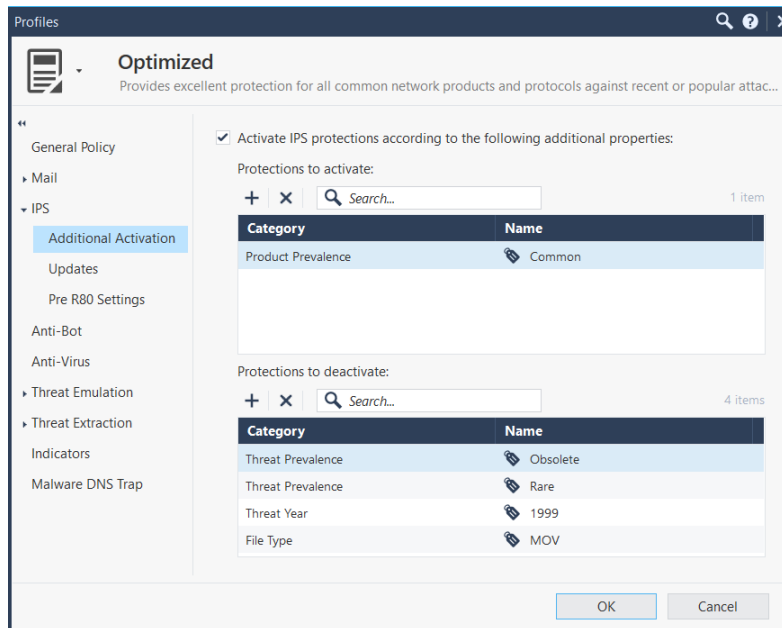 Profiles
Optimized
Provides excellent protection for all common network products and protocols against recent or popular attac...
General Policy
Mail
IPS
Additional Activation
Updates
Pre R80 Settings
Anti-Bot
Anti-Virus
Threat Emulation
Threat Extraction
Indicators
Malware DNS Trap
Activate IPS protections according to the following additional properties:
Protections to activate:
Search...
1 item
Category Name
Product Prevalence Common
Protections to deactivate:
Search...
4 items
Category Name
Threat Prevalence Obsolete
Threat Prevalence Rare
Threat Year 1999
File Type MOV
OK Cancel